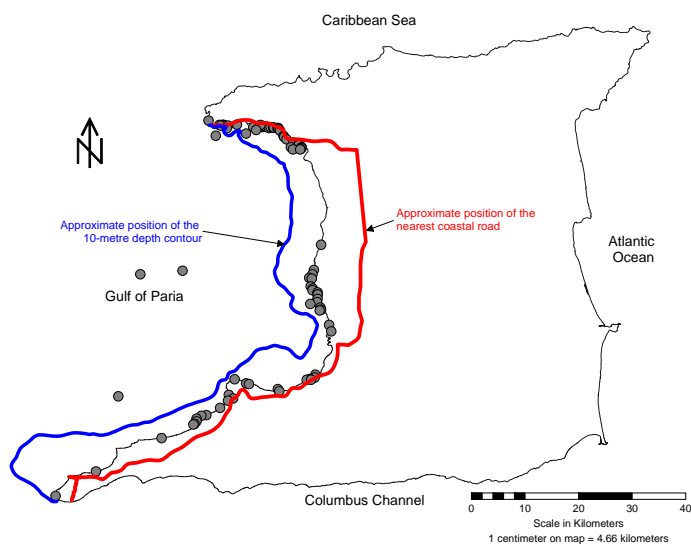 Caribbean Sea
N
Approximate position of the
nearest coastal road
Approximate position of the
10-metre depth contour
Atlantic
Ocean
Gulf of Paria
Columbus Channel
0 10 20 30 40
Scale in Kilometers
1 centimeter on map = 4.66 kilometers